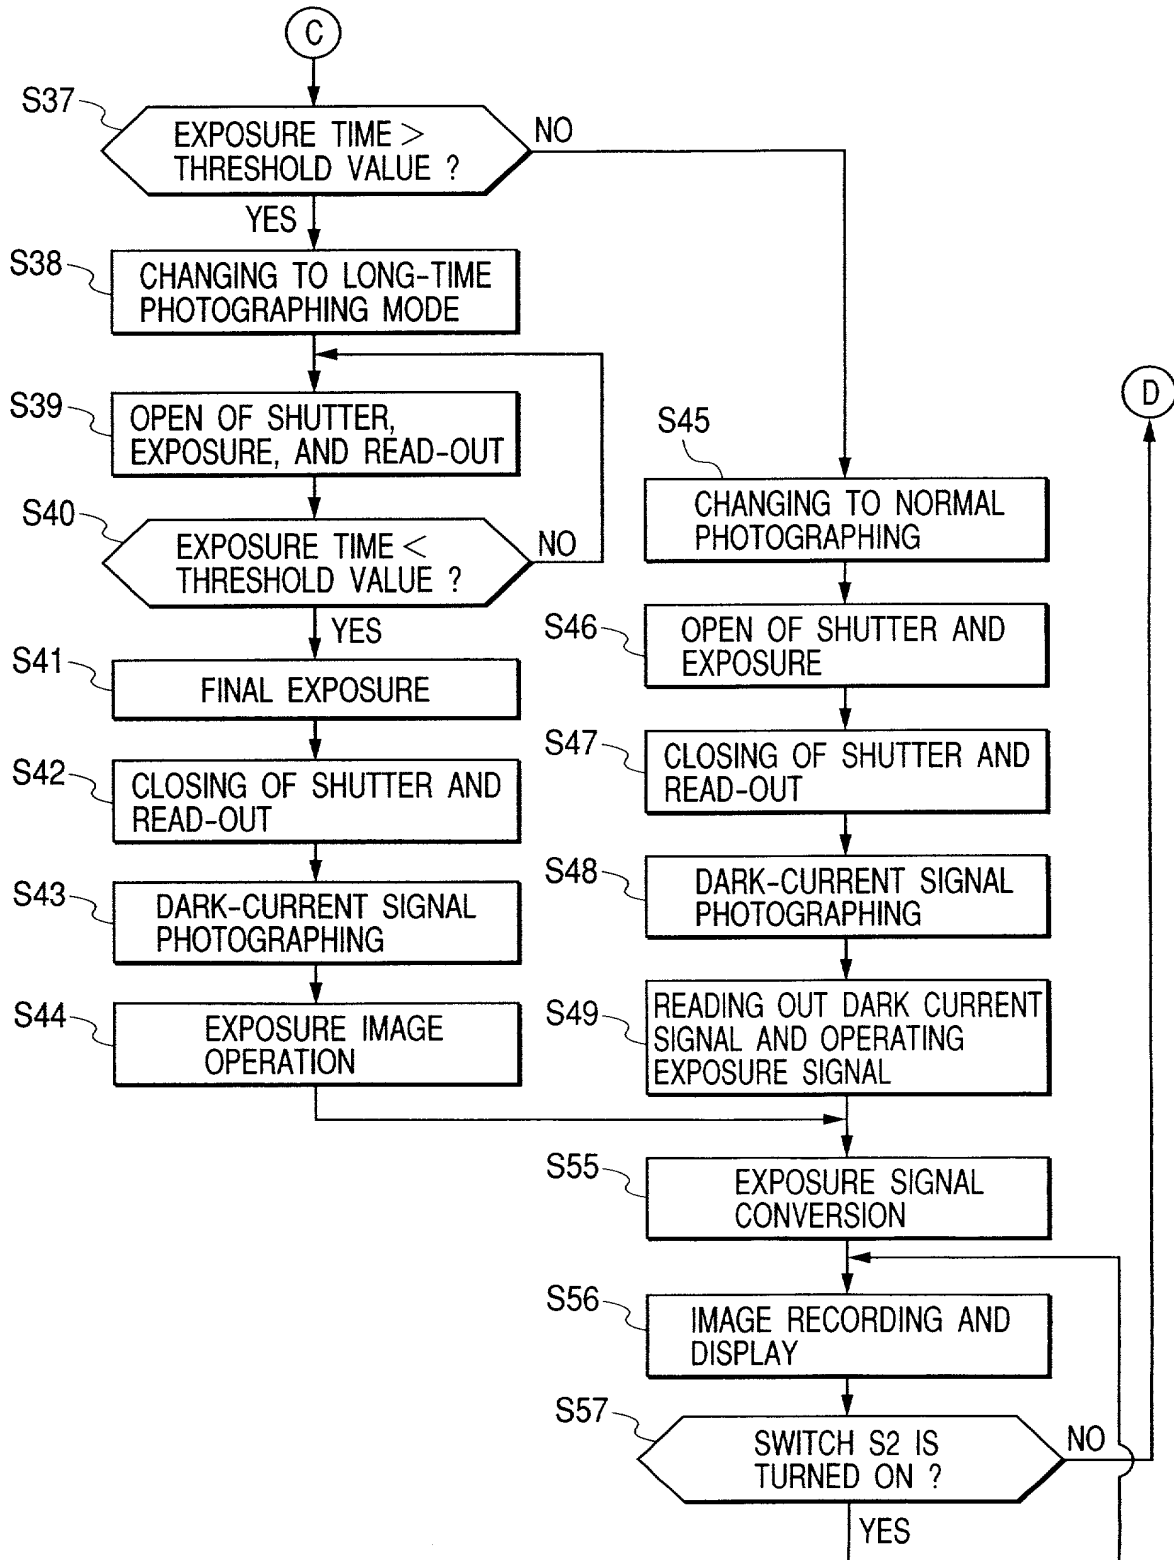 C
S37
EXPOSURE TIME >
THRESHOLD VALUE ?
NO
YES
S38
CHANGING TO LONG-TIME
PHOTOGRAPHING MODE
S39
OPEN OF SHUTTER,
EXPOSURE, AND READ-OUT
S40
EXPOSURE TIME <
THRESHOLD VALUE ?
NO
YES
S41
FINAL EXPOSURE
S42
CLOSING OF SHUTTER AND
READ-OUT
S43
DARK-CURRENT SIGNAL
PHOTOGRAPHING
S44
EXPOSURE IMAGE
OPERATION
D
S45
CHANGING TO NORMAL
PHOTOGRAPHING
S46
OPEN OF SHUTTER AND
EXPOSURE
S47
CLOSING OF SHUTTER AND
READ-OUT
S48
DARK-CURRENT SIGNAL
PHOTOGRAPHING
S49
READING OUT DARK CURRENT
SIGNAL AND OPERATING
EXPOSURE SIGNAL
S55
EXPOSURE SIGNAL
CONVERSION
S56
IMAGE RECORDING AND
DISPLAY
S57
SWITCH S2 IS
TURNED ON ?
NO
YES